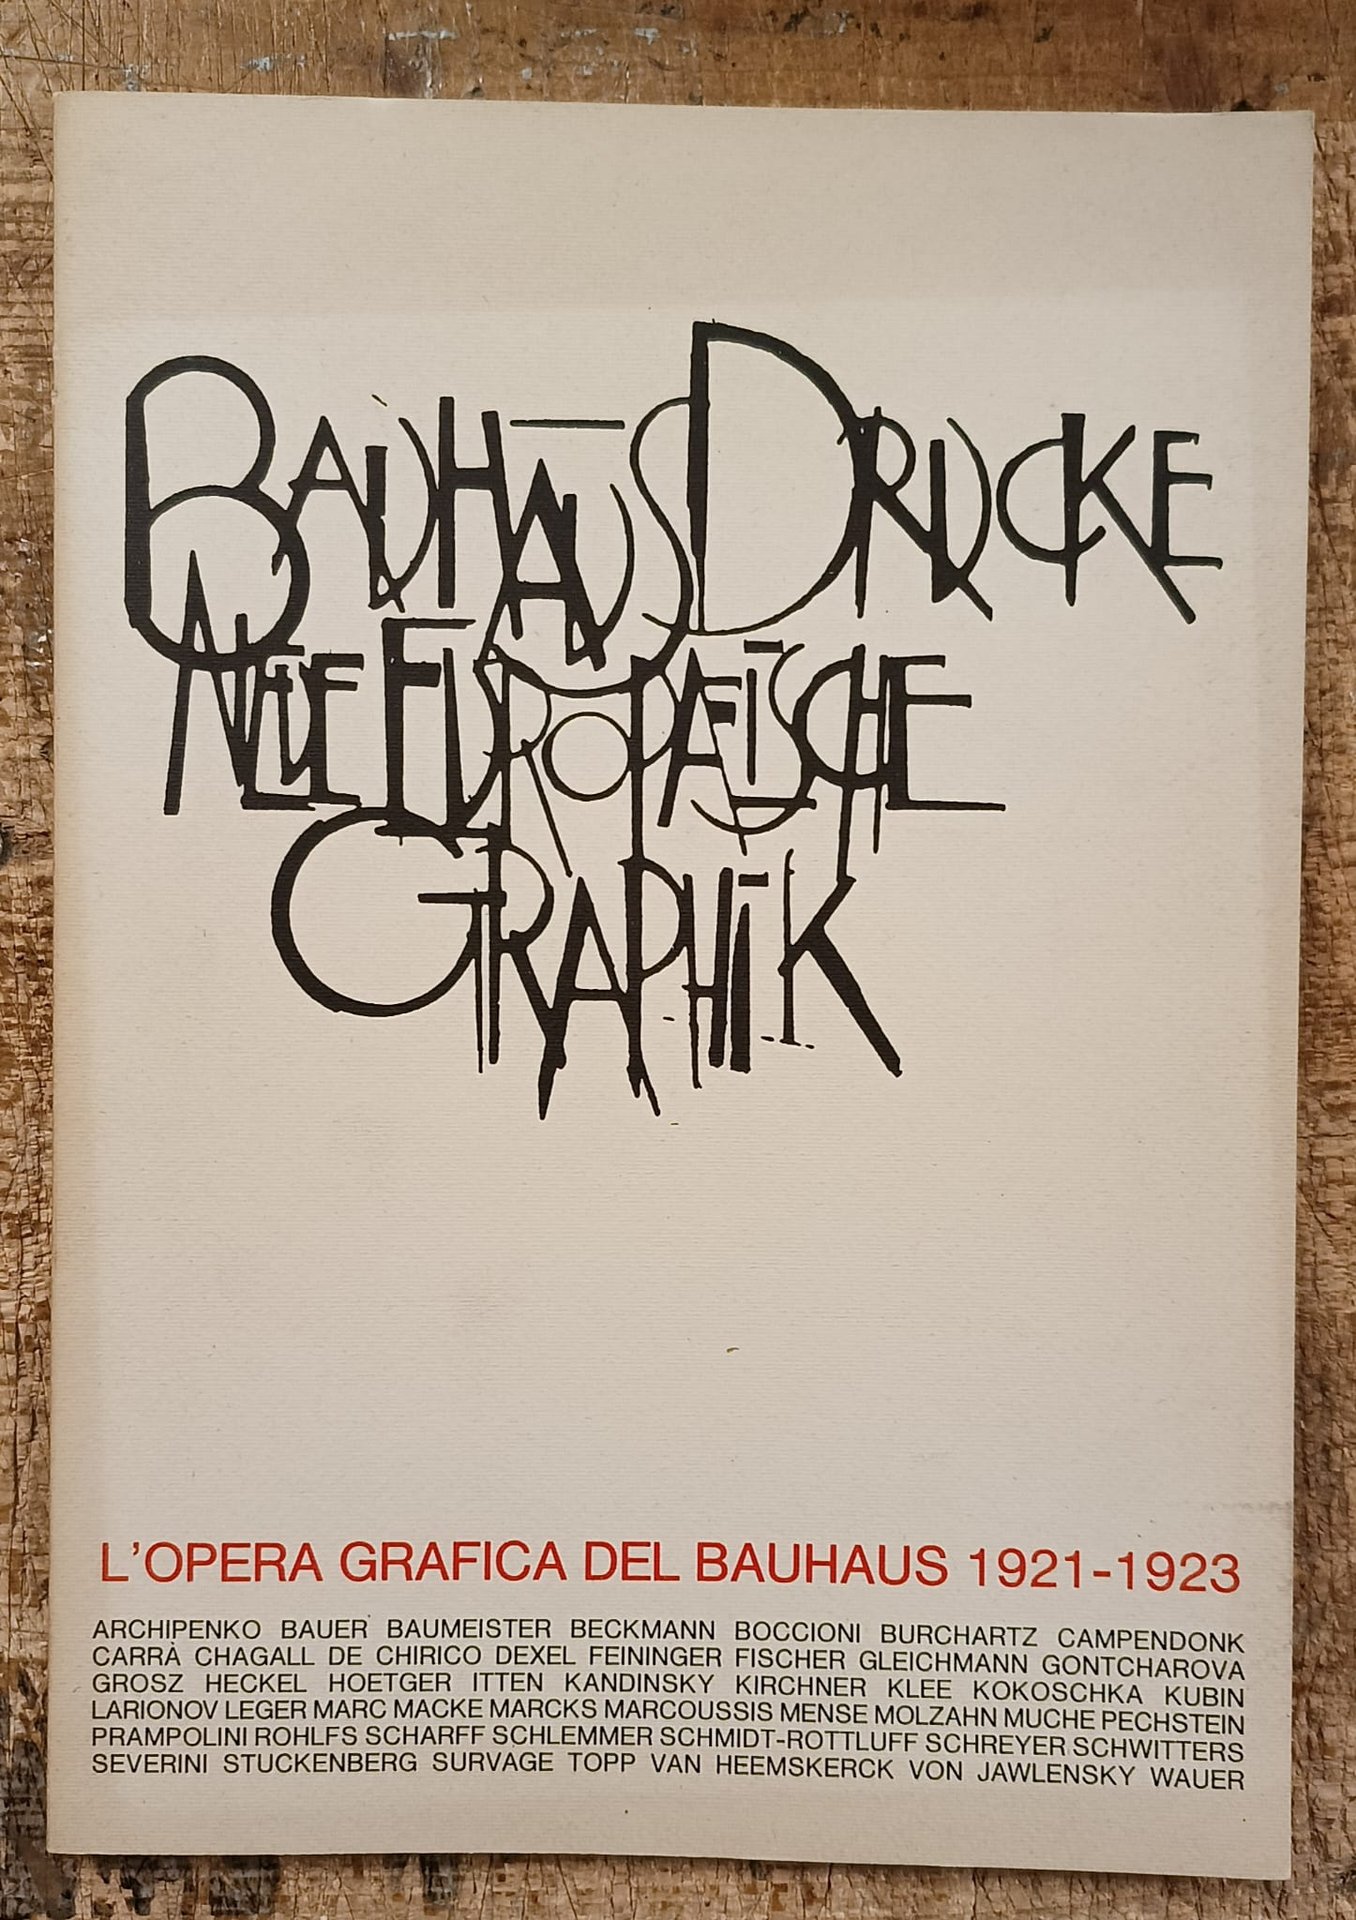 BAUHAUS DRUCKE
NEUE EUROPAEISCHE
GRAPHIK
L'OPERA GRAFICA DEL BAUHAUS 1921-1923
ARCHIPENKO BAUER BAUMEISTER BECKMANN BOCCIONI BURCHARTZ CAMPENDONK
CARRÀ CHAGALL DE CHIRICO DEXEL FEININGER FISCHER GLEICHMANN GONTCHAROVA
GROSZ HECKEL HOETGER ITTEN KANDINSKY KIRCHNER KLEE KOKOSCHKA KUBIN
LARIONOV LEGER MARC MACKE MARCKS MARCOUSSIS MENSE MOLZAHN MUCHE PECHSTEIN
PRAMPOLINI ROHLFS SCHARFF SCHLEMMER SCHMIDT-ROTTLUFF SCHREYER SCHWITTERS
SEVERINI STUCKENBERG SURVAGE TOPP VAN HEEMSKERCK VON JAWLENSKY WAUER